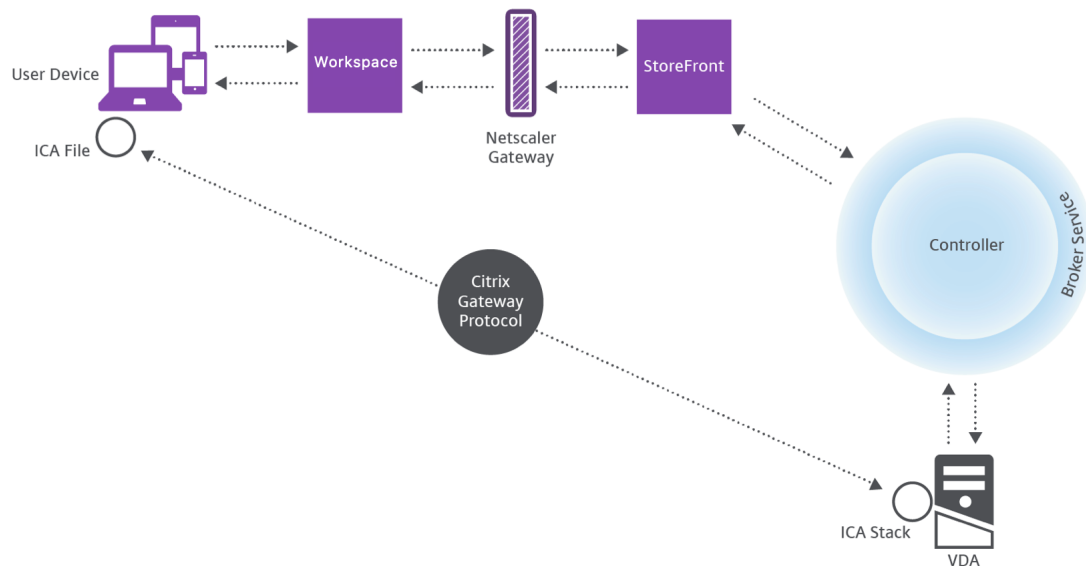 User Device
Workspace
StoreFront
Netscaler
Gateway
ICA File
Controller
Broker Service
Citrix
Gateway
Protocol
ICA Stack
VDA